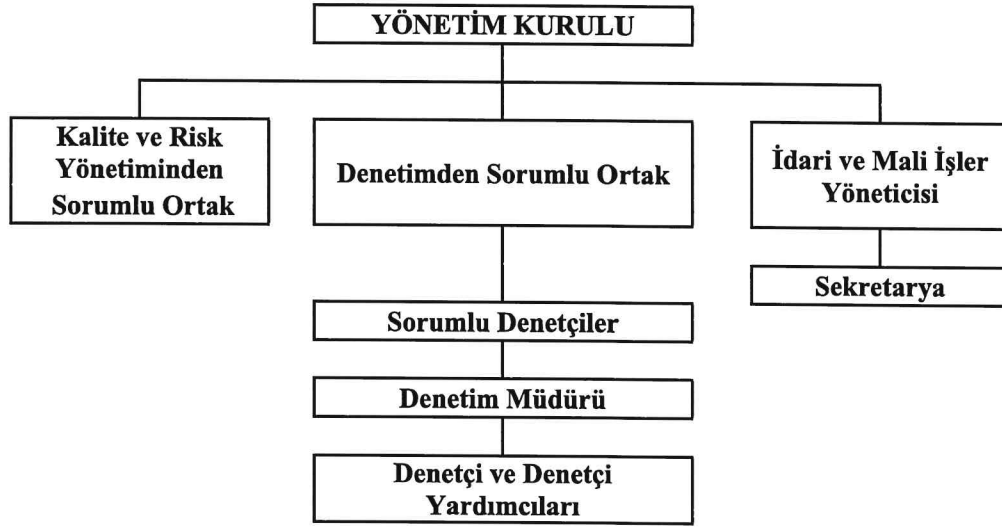 YÖNETİM KURULU
Kalite ve Risk
Yönetiminden
Sorumlu Ortak
Denetimden Sorumlu Ortak
İdari ve Mali İşler
Yöneticisi
Sekretarya
Sorumlu Denetçiler
Denetim Müdürü
Denetçi ve Denetçi
Yardımcıları